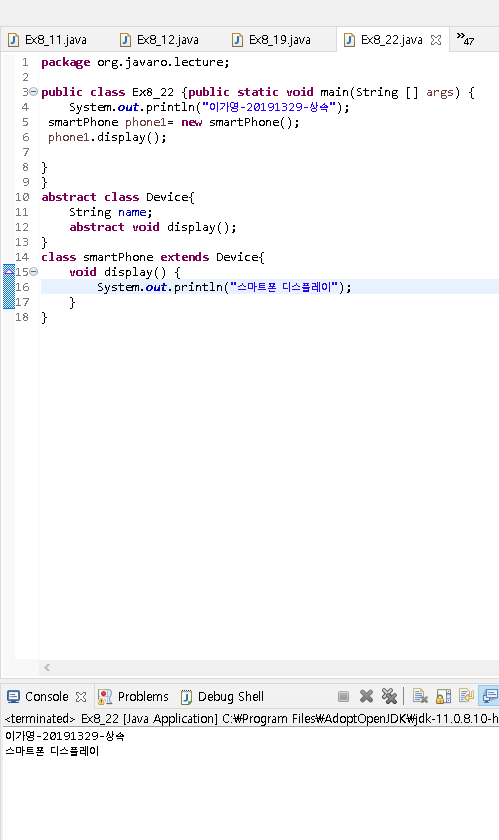 Ex8_11.java Ex8_12.java Ex8_19.java Ex8_22.java »47
1 package org.javaro.lecture;
2
3 public class Ex8_22 {public static void main(String [] args) {
4 System.out.println("이가영-20191329-상속");
5 smartPhone phone1= new smartPhone();
6 phone1.display();
7
8 }
9 }
10 abstract class Device{
11 String name;
12 abstract void display();
13 }
14 class smartPhone extends Device{
15 void display() {
16 System.out.println("스마트폰 디스플레이");
17 }
18 }
Console Problems Debug Shell
<terminated> Ex8_22 [Java Application] C:₩Program Files₩AdoptOpenJDK₩jdk-11.0.8.10-h
이가영-20191329-상속
스마트폰 디스플레이